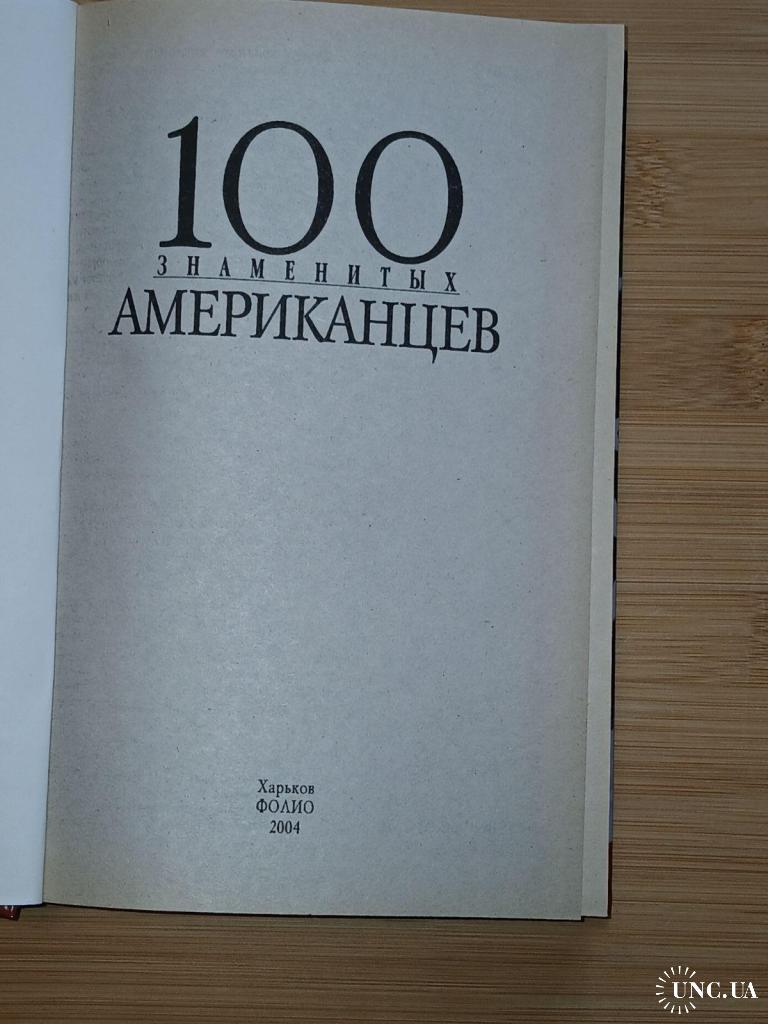 100
ЗНАМЕНИТЫХ
АМЕРИКАНЦЕВ
Харьков
ФОЛИО
2004
UNC.UA